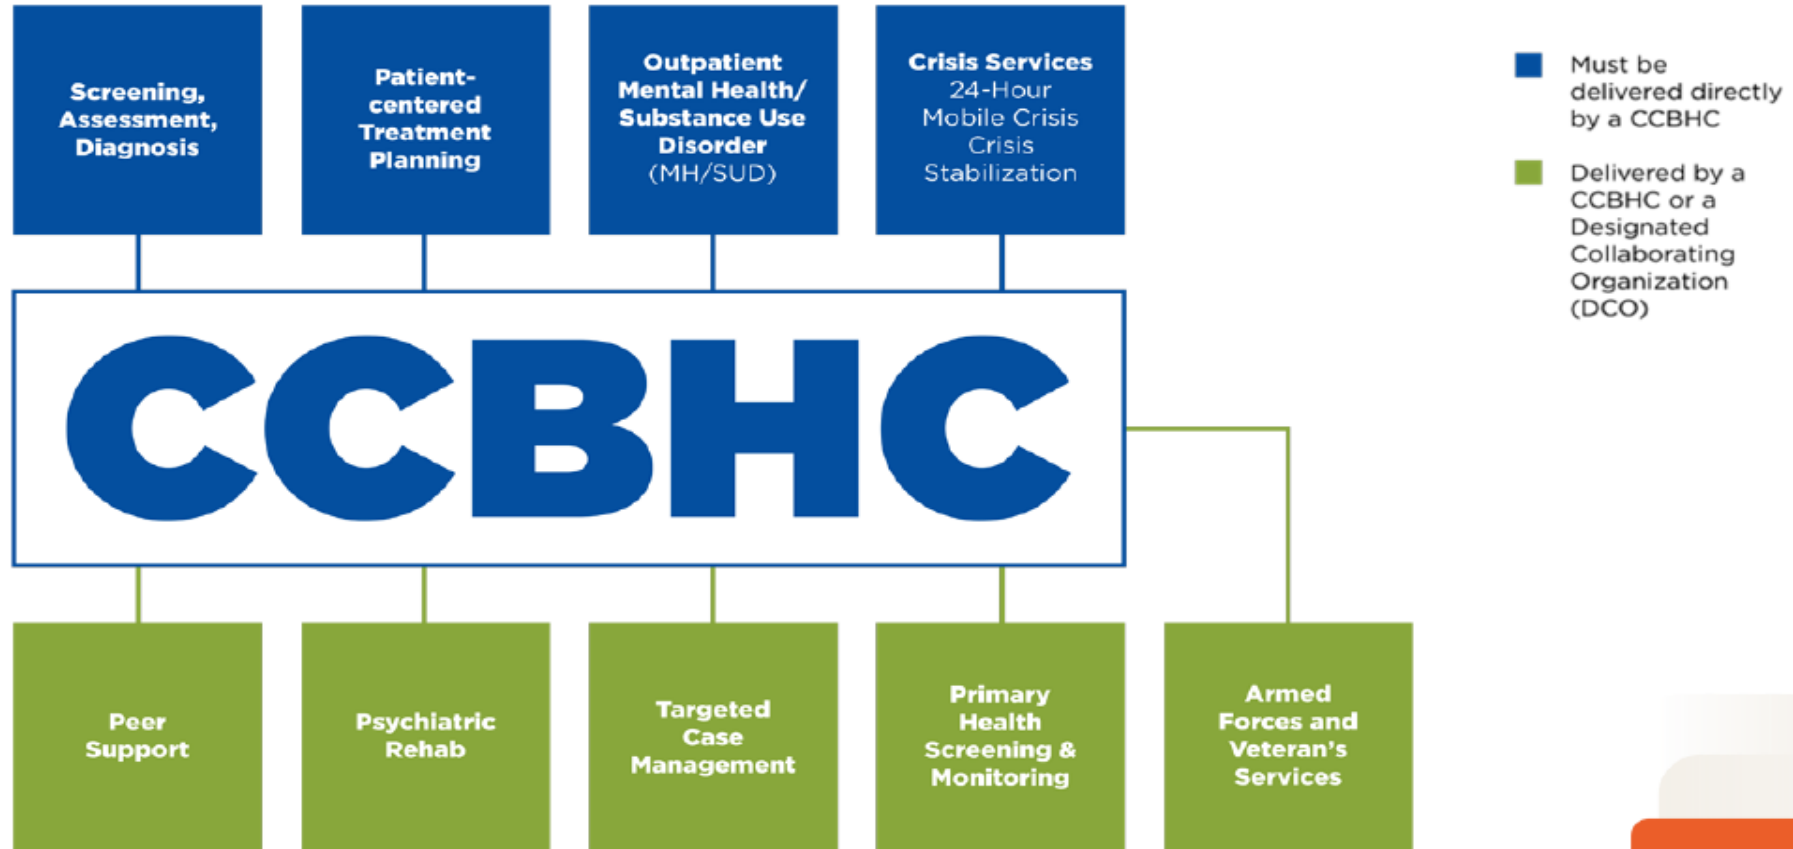 Screening,
Assessment,
Diagnosis
Patient-
centered
Treatment
Planning
Outpatient
Mental Health/
Substance Use
Disorder
(MH/SUD)
Crisis Services
24-Hour
Mobile Crisis
Crisis
Stabilization
Must be
delivered directly
by a CCBHC
Delivered by a
CCBHC or a
Designated
Collaborating
Organization
(DCO)
CCBHC
Peer
Support
Psychiatric
Rehab
Targeted
Case
Management
Primary
Health
Screening &
Monitoring
Armed
Forces and
Veteran's
Services